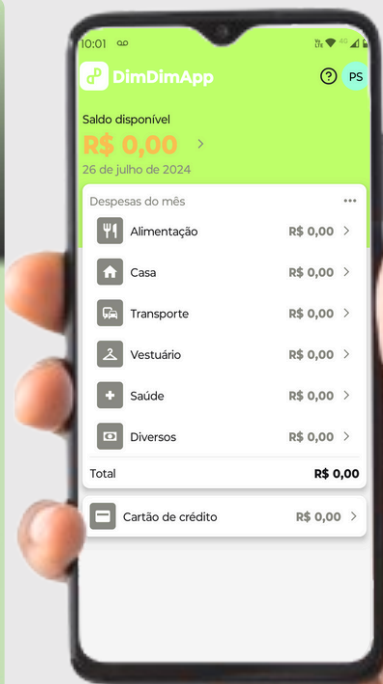 10:01
DimDimApp
? PS
Saldo disponível
R$ 0,00 >
26 de julho de 2024
Despesas do mês ...
Alimentação R$ 0,00 >
Casa R$ 0,00 >
Transporte R$ 0,00 >
Vestuário R$ 0,00 >
Saúde R$ 0,00 >
Diversos R$ 0,00 >
Total R$ 0,00
Cartão de crédito R$ 0,00 >